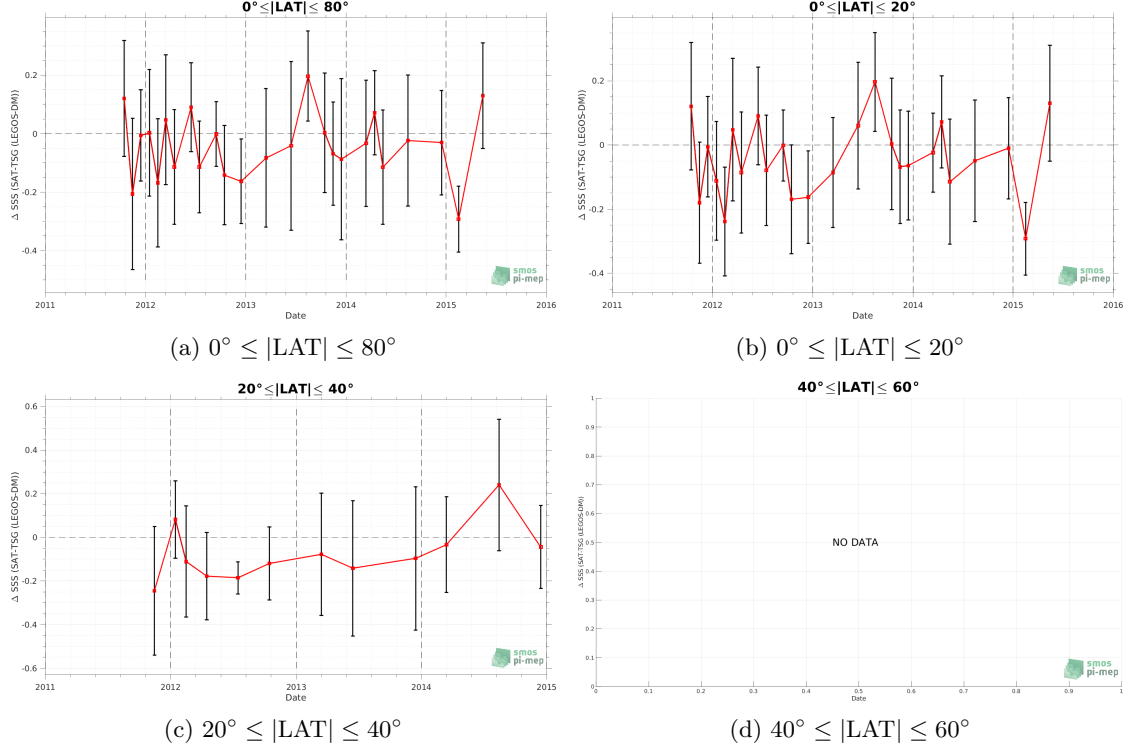 0°≤|LAT|≤ 80°
Δ SSS (SAT-TSG (LEGOS-DM))
0.2
0
-0.2
-0.4
2011 2012 2013 2014 2015 2016
Date
smos
pi-mep
(a) 0° ≤ |LAT| ≤ 80°
0°≤|LAT|≤ 20°
Δ SSS (SAT-TSG (LEGOS-DM))
0.2
0
-0.2
-0.4
2011 2012 2013 2014 2015 2016
Date
smos
pi-mep
(b) 0° ≤ |LAT| ≤ 20°
20°≤|LAT|≤ 40°
Δ SSS (SAT-TSG (LEGOS-DM))
0.6
0.4
0.2
0
-0.2
-0.4
-0.6
2011 2012 2013 2014 2015
Date
smos
pi-mep
(c) 20° ≤ |LAT| ≤ 40°
40°≤|LAT|≤ 60°
Δ SSS (SAT-TSG (LEGOS-DM))
1
0.9
0.8
0.7
0.6
0.5
0.4
0.3
0.2
0.1
0
NO DATA
0 0.1 0.2 0.3 0.4 0.5 0.6 0.7 0.8 0.9 1
Date
smos
pi-mep
(d) 40° ≤ |LAT| ≤ 60°